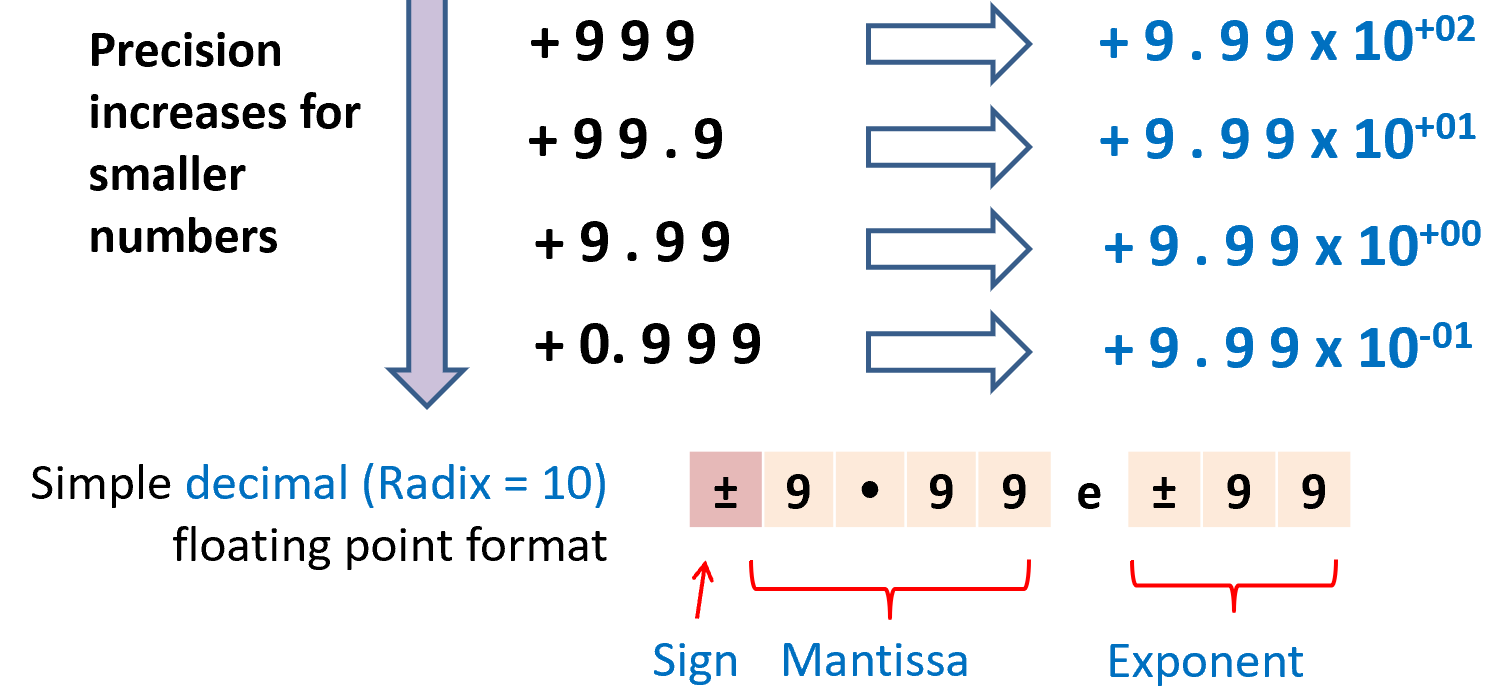 Precision
increases for
smaller
numbers
+ 9 9 9
+ 9 . 9 9 x 10+02
+ 9 9 . 9
+ 9 . 9 9 x 10+01
+ 9 . 9 9
+ 9 . 9 9 x 10+00
+ 0. 9 9 9
+ 9 . 9 9 x 10-01
Simple decimal (Radix = 10)
floating point format
± 9 • 9 9 e ± 9 9
Sign Mantissa Exponent